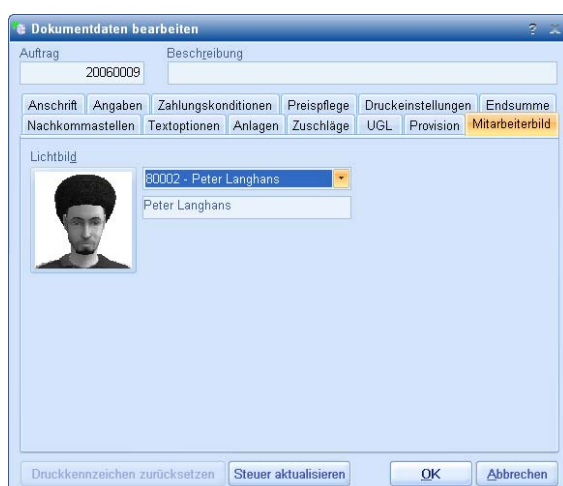 Dokumentdaten bearbeiten
Auftrag Beschreibung
20060009
Anschrift Angaben Zahlungskonditionen Preispflege Druckeinstellungen Endsumme
Nachkommastellen Textoptionen Anlagen Zuschläge UGL Provision Mitarbeiterbild
Lichtbild
80002 - Peter Langhans
Peter Langhans
Druckkennzeichen zurücksetzen Steuer aktualisieren OK Abbrechen